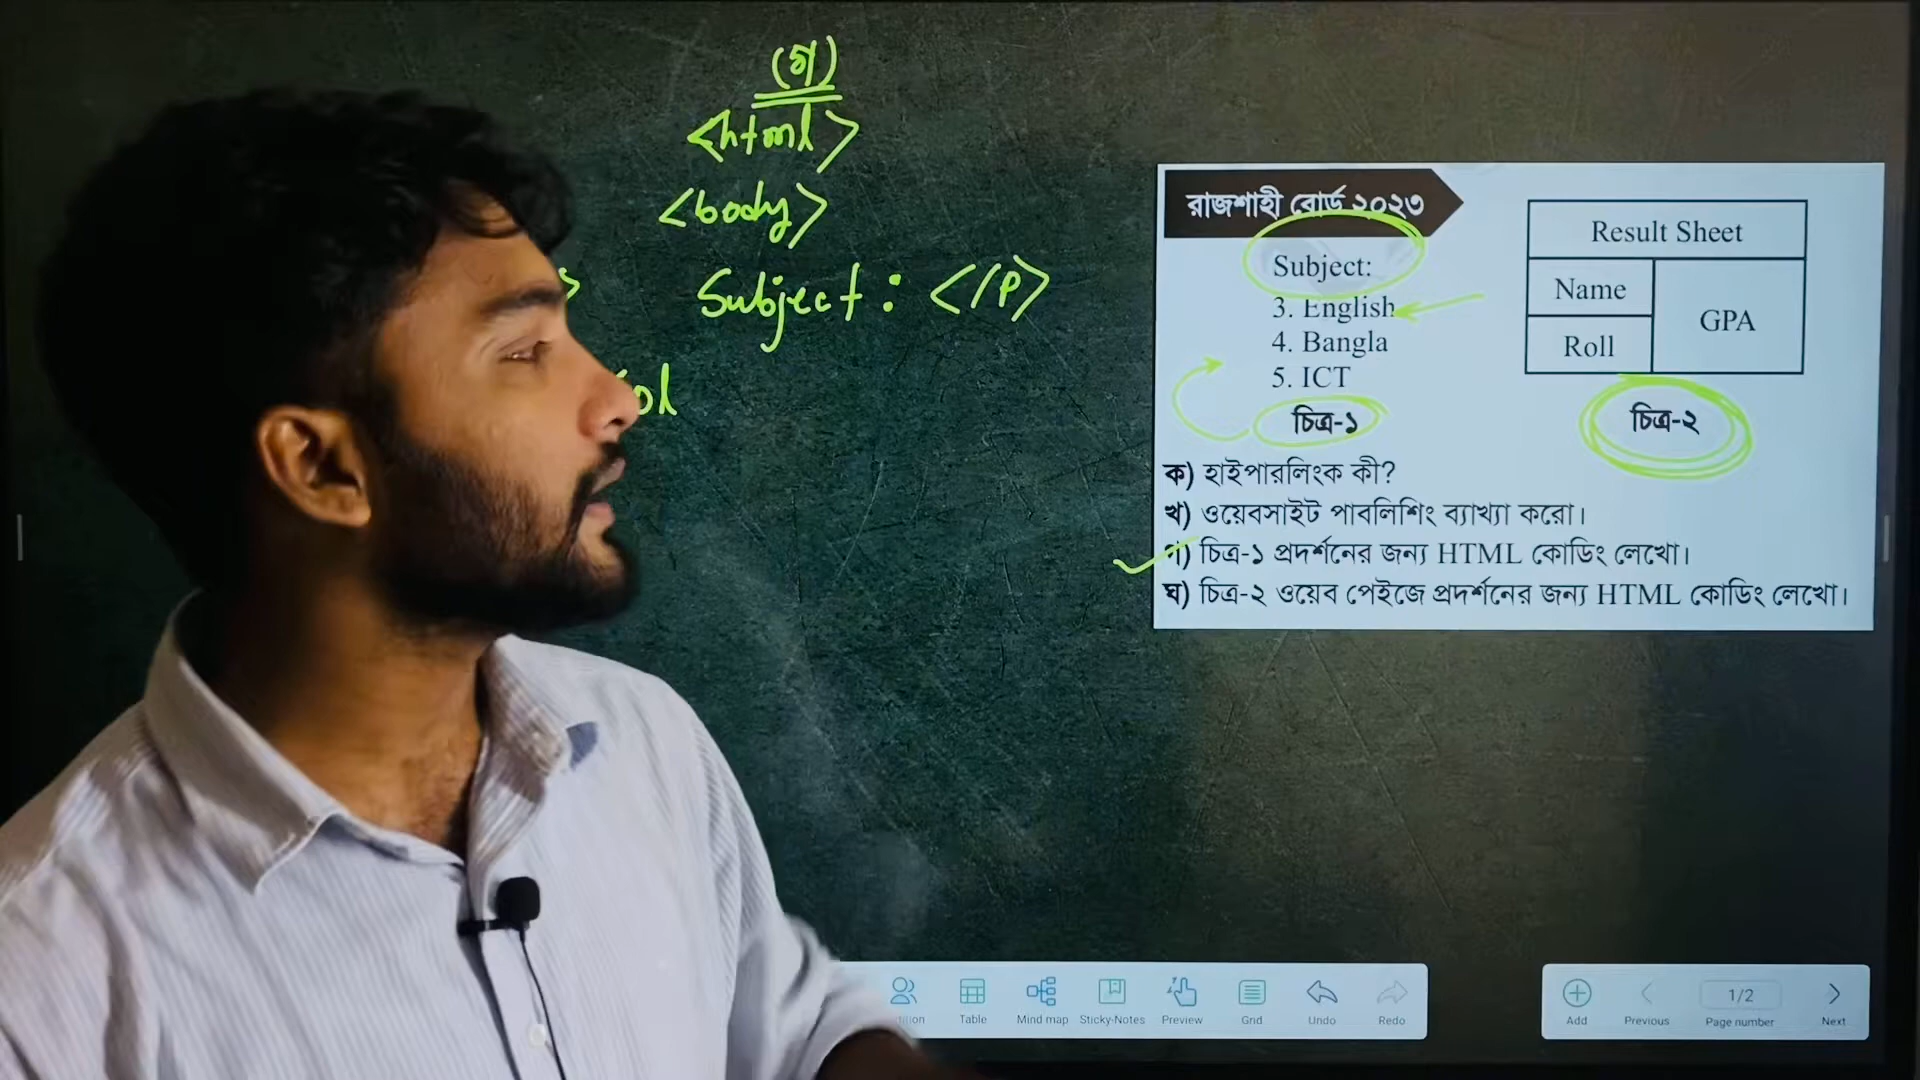 (গ)
<html>
<body>
Subject : </p>
ol
রাজশাহী বোর্ড ২০২৩
Subject:
3. English
4. Bangla
5. ICT
চিত্র-১
Result Sheet
Name
Roll
GPA
চিত্র-২
ক) হাইপারলিংক কী?
খ) ওয়েবসাইট পাবলিশিং ব্যাখ্যা করো।
গ) চিত্র-১ প্রদর্শনের জন্য HTML কোডিং লেখো।
ঘ) চিত্র-২ ওয়েব পেইজে প্রদর্শনের জন্য HTML কোডিং লেখো।
Table
Mind map
Sticky-Notes
Preview
Grid
Undo
Redo
Add
Previous
1/2
Page number
Next